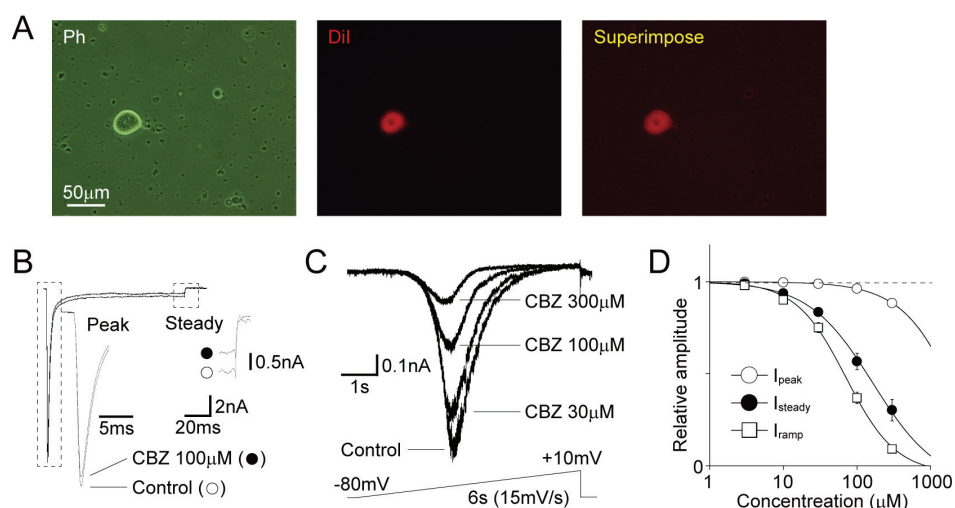 A
Ph
50μm
DiI
Superimpose
B
Peak
Steady
0.5nA
5ms
2nA
20ms
CBZ 100μM (●)
Control (○)
C
CBZ 300μM
CBZ 100μM
0.1nA
1s
CBZ 30μM
Control
+10mV
-80mV
6s (15mV/s)
D
Relative amplitude
1
0
Ipeak
Isteady
Iramp
1 10 100 1000
Concentreation (μM)